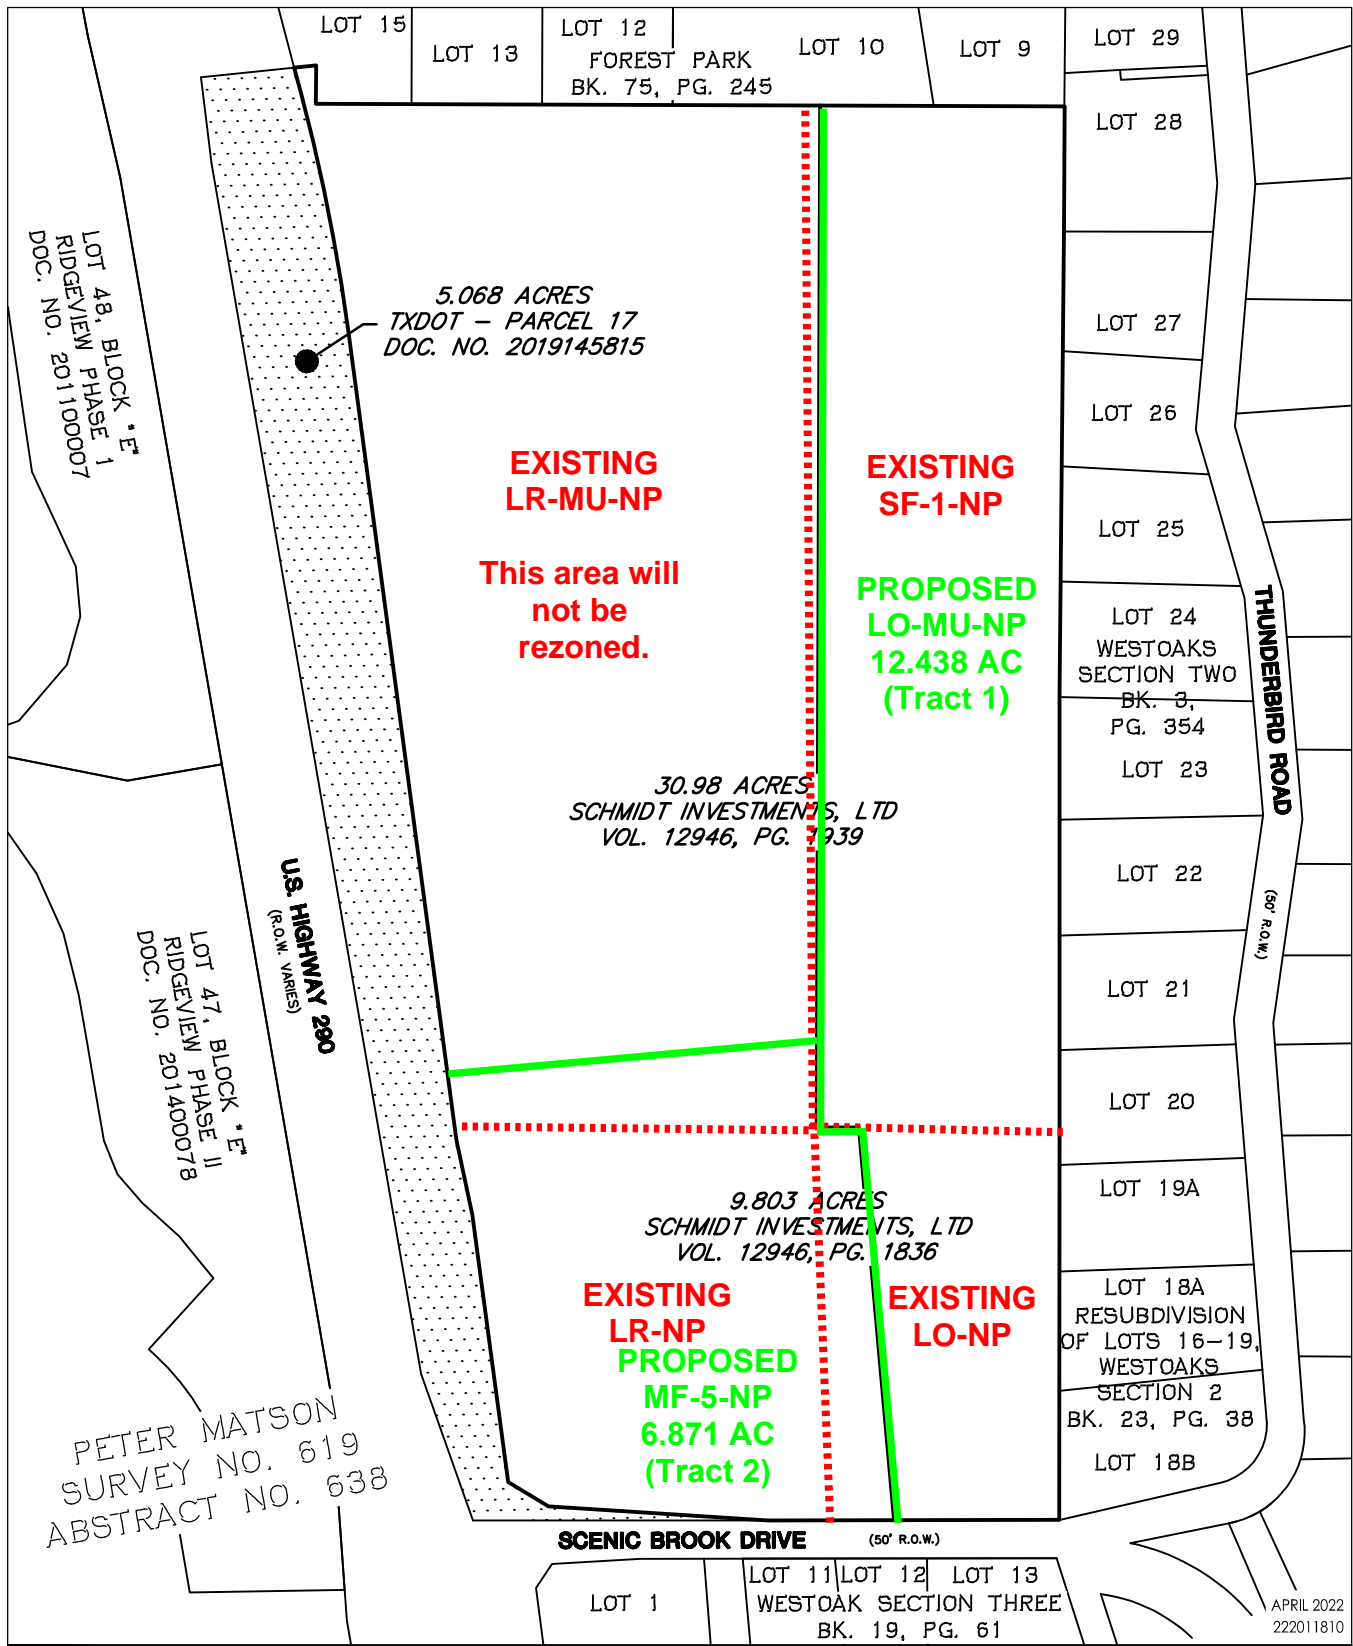 LOT 15
LOT 13
LOT 12
FOREST PARK
BK. 75, PG. 245
LOT 10
LOT 9
LOT 29
LOT 28
LOT 27
LOT 26
LOT 25
LOT 24
WESTOAKS
SECTION TWO
BK. 3,
PG. 354
LOT 23
LOT 22
LOT 21
LOT 20
LOT 19A
LOT 18A
RESUBDIVISION
OF LOTS 16-19,
WESTOAKS
SECTION 2
BK. 23, PG. 38
LOT 18B
THUNDERBIRD ROAD
(50' R.O.W.)
LOT 48, BLOCK "E"
RIDGEVIEW PHASE 1
DOC. NO. 201100007
5.068 ACRES
TXDOT - PARCEL 17
DOC. NO. 2019145815
EXISTING
LR-MU-NP
This area will
not be
rezoned.
EXISTING
SF-1-NP
PROPOSED
LO-MU-NP
12.438 AC
(Tract 1)
30.98 ACRES
SCHMIDT INVESTMENTS, LTD
VOL. 12946, PG. 1939
U.S. HIGHWAY 290
(R.O.W. VARIES)
LOT 47, BLOCK "E"
RIDGEVIEW PHASE II
DOC. NO. 201400078
9.803 ACRES
SCHMIDT INVESTMENTS, LTD
VOL. 12946, PG. 1836
EXISTING
LR-NP
PROPOSED
MF-5-NP
6.871 AC
(Tract 2)
EXISTING
LO-NP
PETER MATSON
SURVEY NO. 619
ABSTRACT NO. 638
SCENIC BROOK DRIVE
(50' R.O.W.)
LOT 1
LOT 11
LOT 12
LOT 13
WESTOAK SECTION THREE
BK. 19, PG. 61
APRIL 2022
222011810